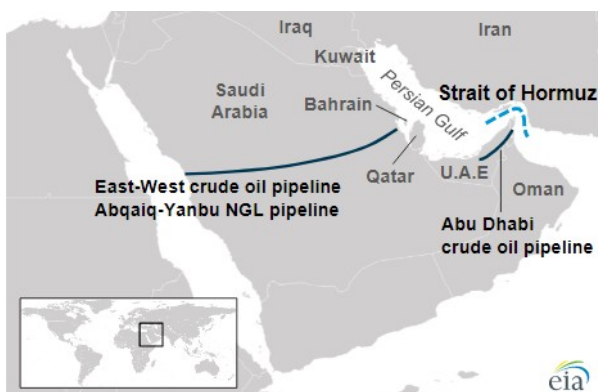 Iraq
Iran
Kuwait
Persian Gulf
Strait of Hormuz
Saudi
Arabia
Bahrain
East-West crude oil pipeline
Abqaiq-Yanbu NGL pipeline
Qatar
U.A.E
Oman
Abu Dhabi
crude oil pipeline
eia